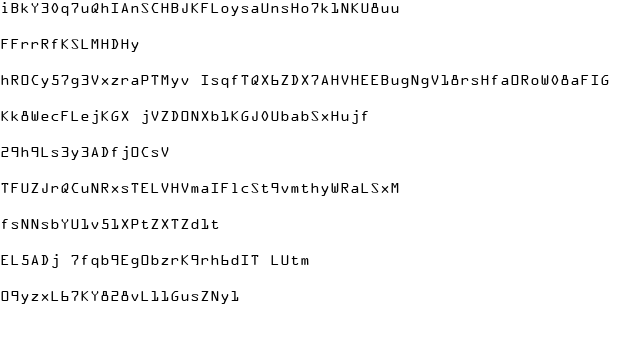 iBkY30q7uQhIAnSCHBJKFLoysaUnsHo7k1NKU8uu
FFrrRfKSLMHDHy
hROCy57g3VxzraPTMyv IsqfTQX6ZDX7AHVHEEBugNgV18rsHfaORoW08aFIG
Kk8WecFLejKGX jVZDONXb1KGJ0UbabSxHujf
29h9Ls3y3ADfjOCsV
TFUZJrQCuNRxsTELVHVmaIFlcSt9vmthyWRaLSxM
fsNNsbYU1v51XPtZXTZd1t
EL5ADj 7fqb9EgObzrK9rh6dIT LUtm
O9yzxL67KY828vL11GusZNy1